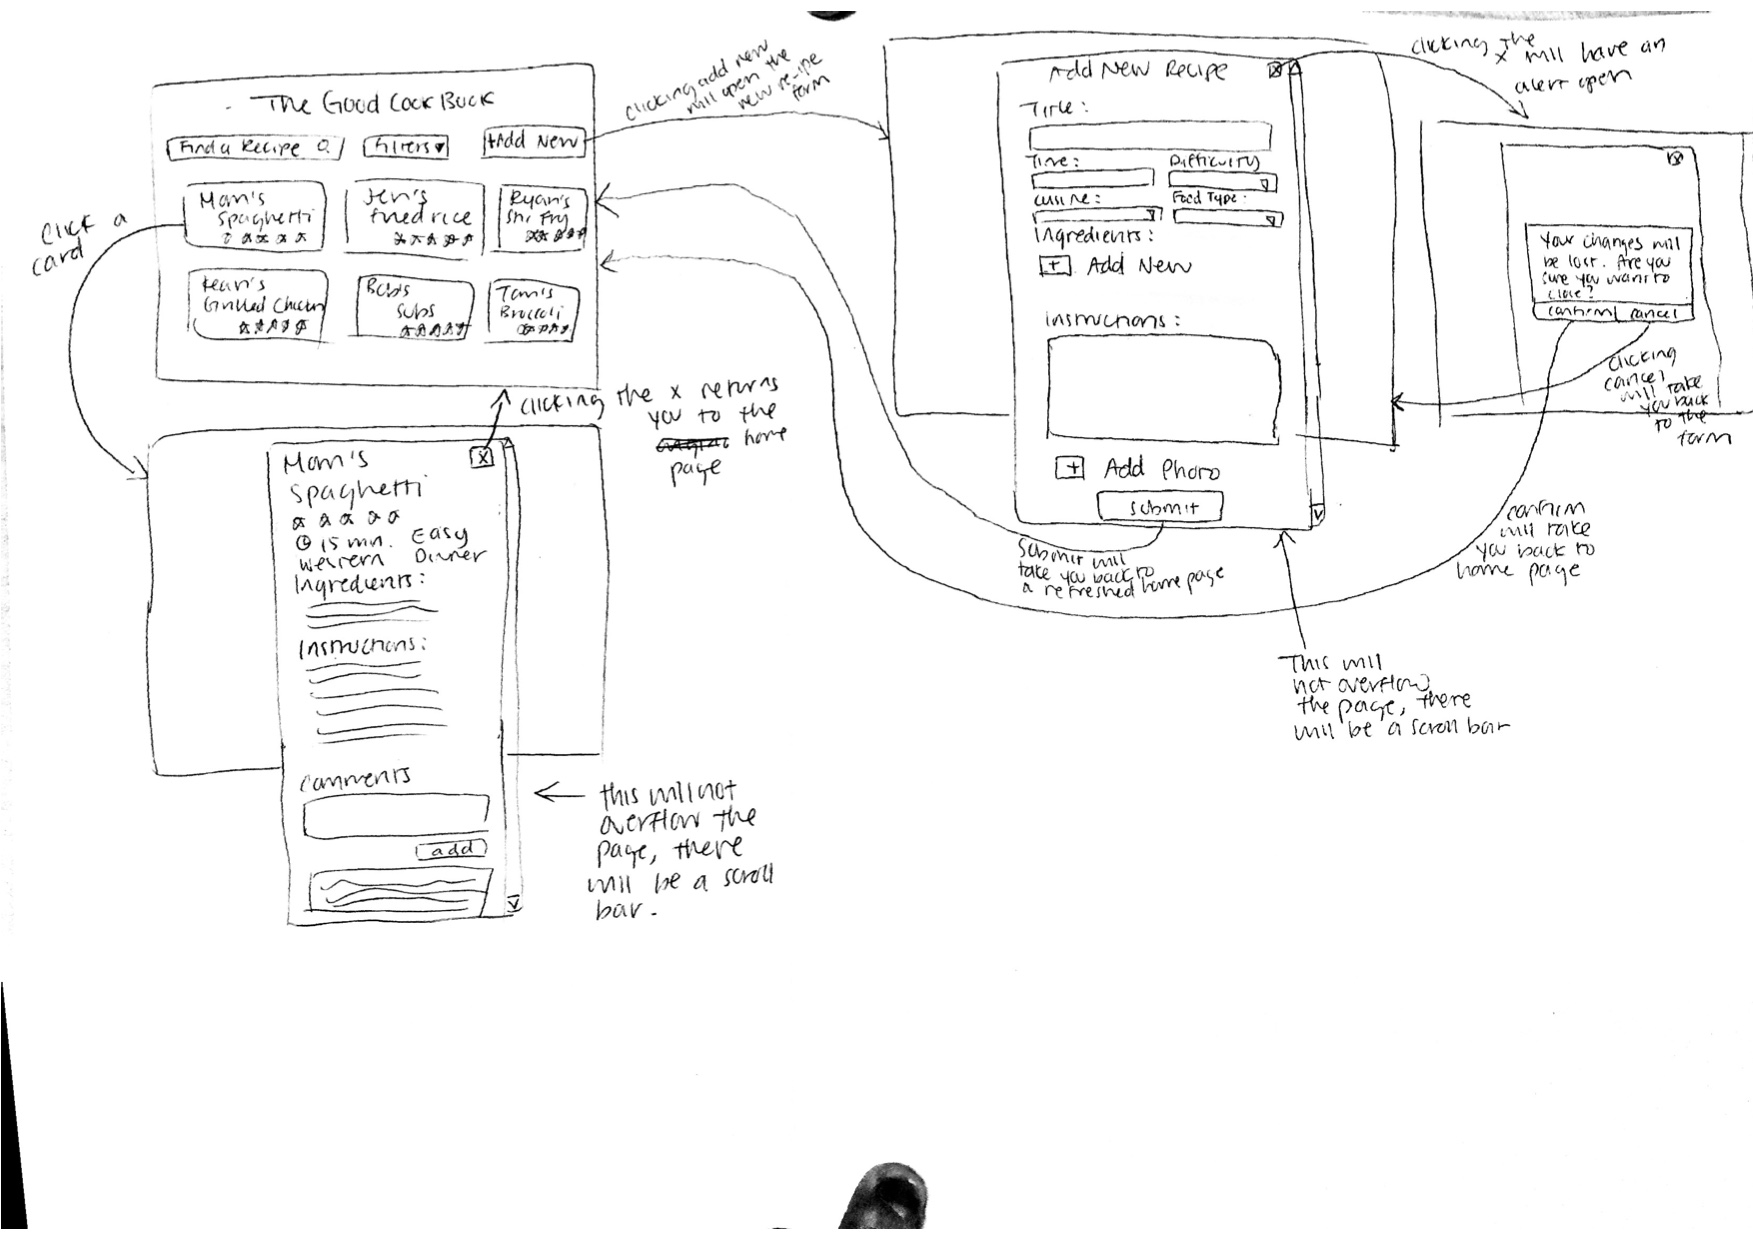 The Good Cook Book
Find a Recipe
Filters
+Add New
Mom's
Spaghetti
Jen's
fried rice
Ryan's
Stir Fry
Kean's
Grilled Chicken
Bob's
Subs
Tom's
Broccoli
click a
card
clicking add new
will open the
new recipe
form
clicking the x returns
you to the
home
page
Mom's
Spaghetti
x
15 min. Easy
western Dinner
Ingredients:
Instructions:
comments
add
this will not
overflow the
page, there
will be a scroll
bar.
Add New Recipe
x
Title:
Time:
Difficulty
cusine:
Food Type:
Ingredients:
+ Add New
Instructions:
+ Add Photo
submit
Submit will
take you back to
a refreshed home page
This will
not overflow
the page, there
will be a scroll bar
clicking the
x will have an
alert open
x
Your changes will
be lost. Are you
sure you want to
close?
confirm
cancel
clicking
cancel
will take
you back
to the
form
confirm
will take
you back to
home page